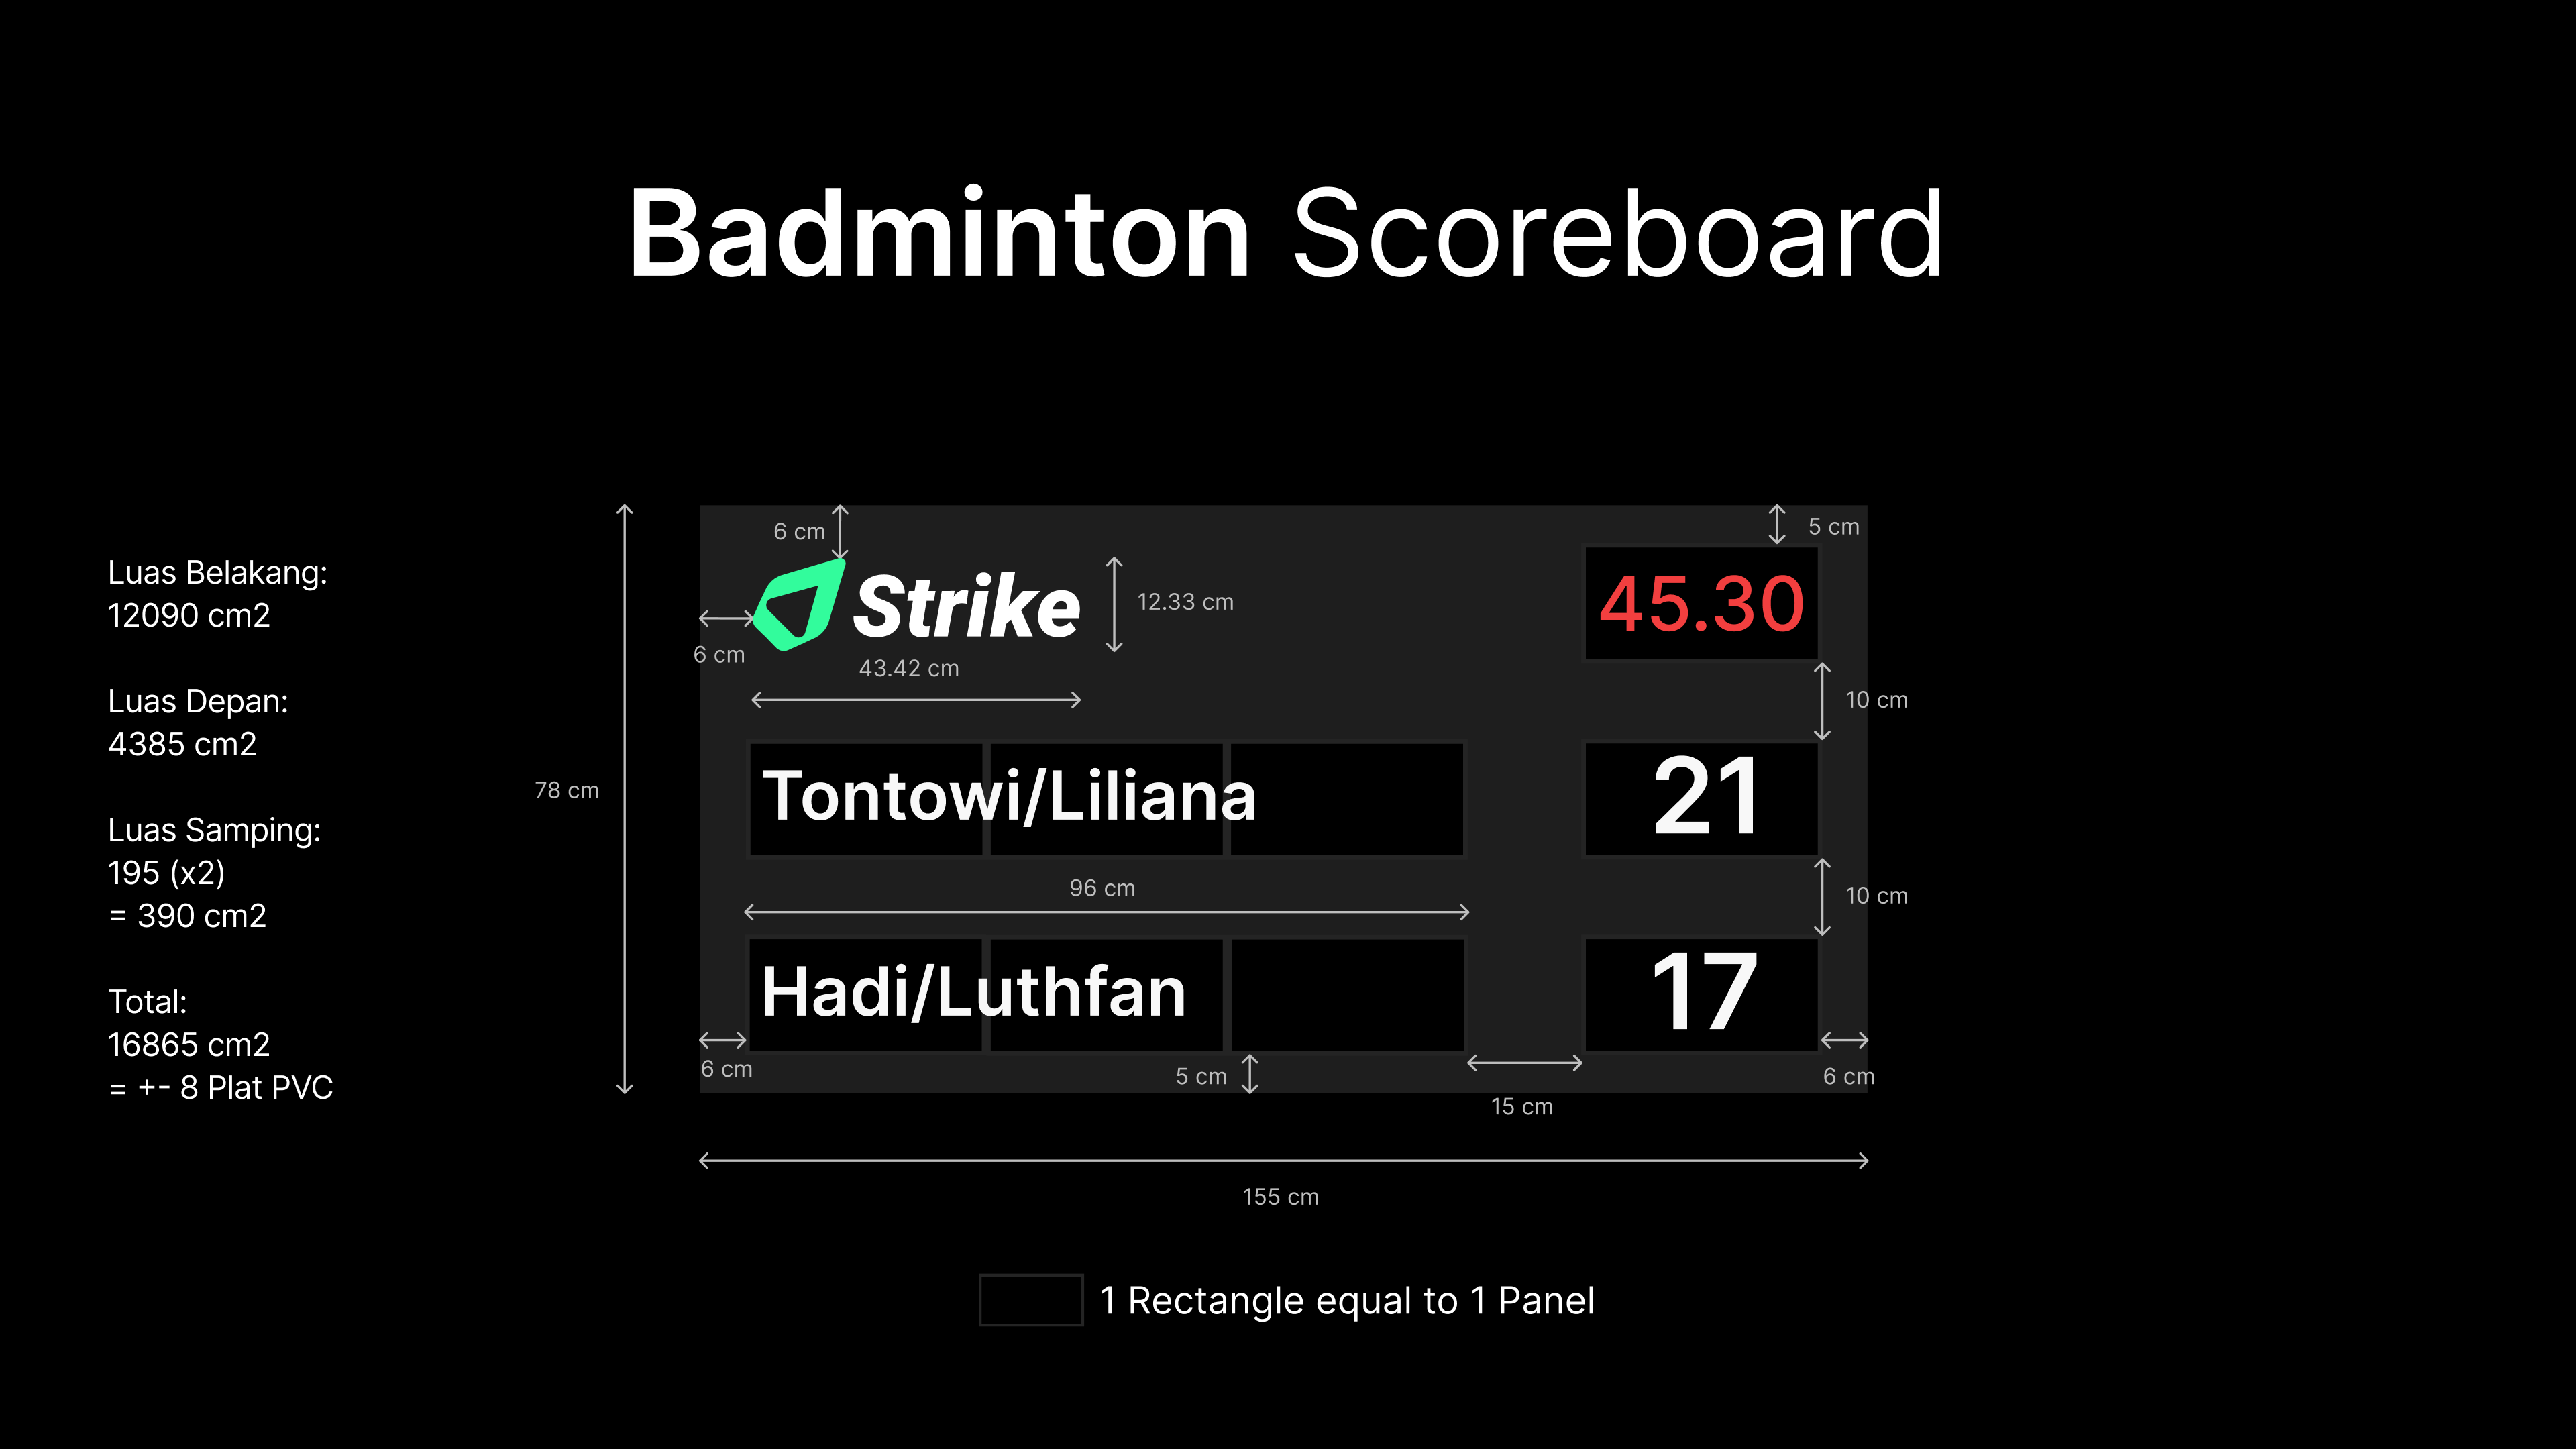 Badminton Scoreboard
Luas Belakang:
12090 cm2
Luas Depan:
4385 cm2
Luas Samping:
195 (x2)
= 390 cm2
Total:
16865 cm2
= +- 8 Plat PVC
78 cm
6 cm
5 cm
Strike
12.33 cm
45.30
6 cm
43.42 cm
10 cm
Tontowi/Liliana
21
96 cm
10 cm
Hadi/Luthfan
17
6 cm
5 cm
15 cm
6 cm
155 cm
1 Rectangle equal to 1 Panel